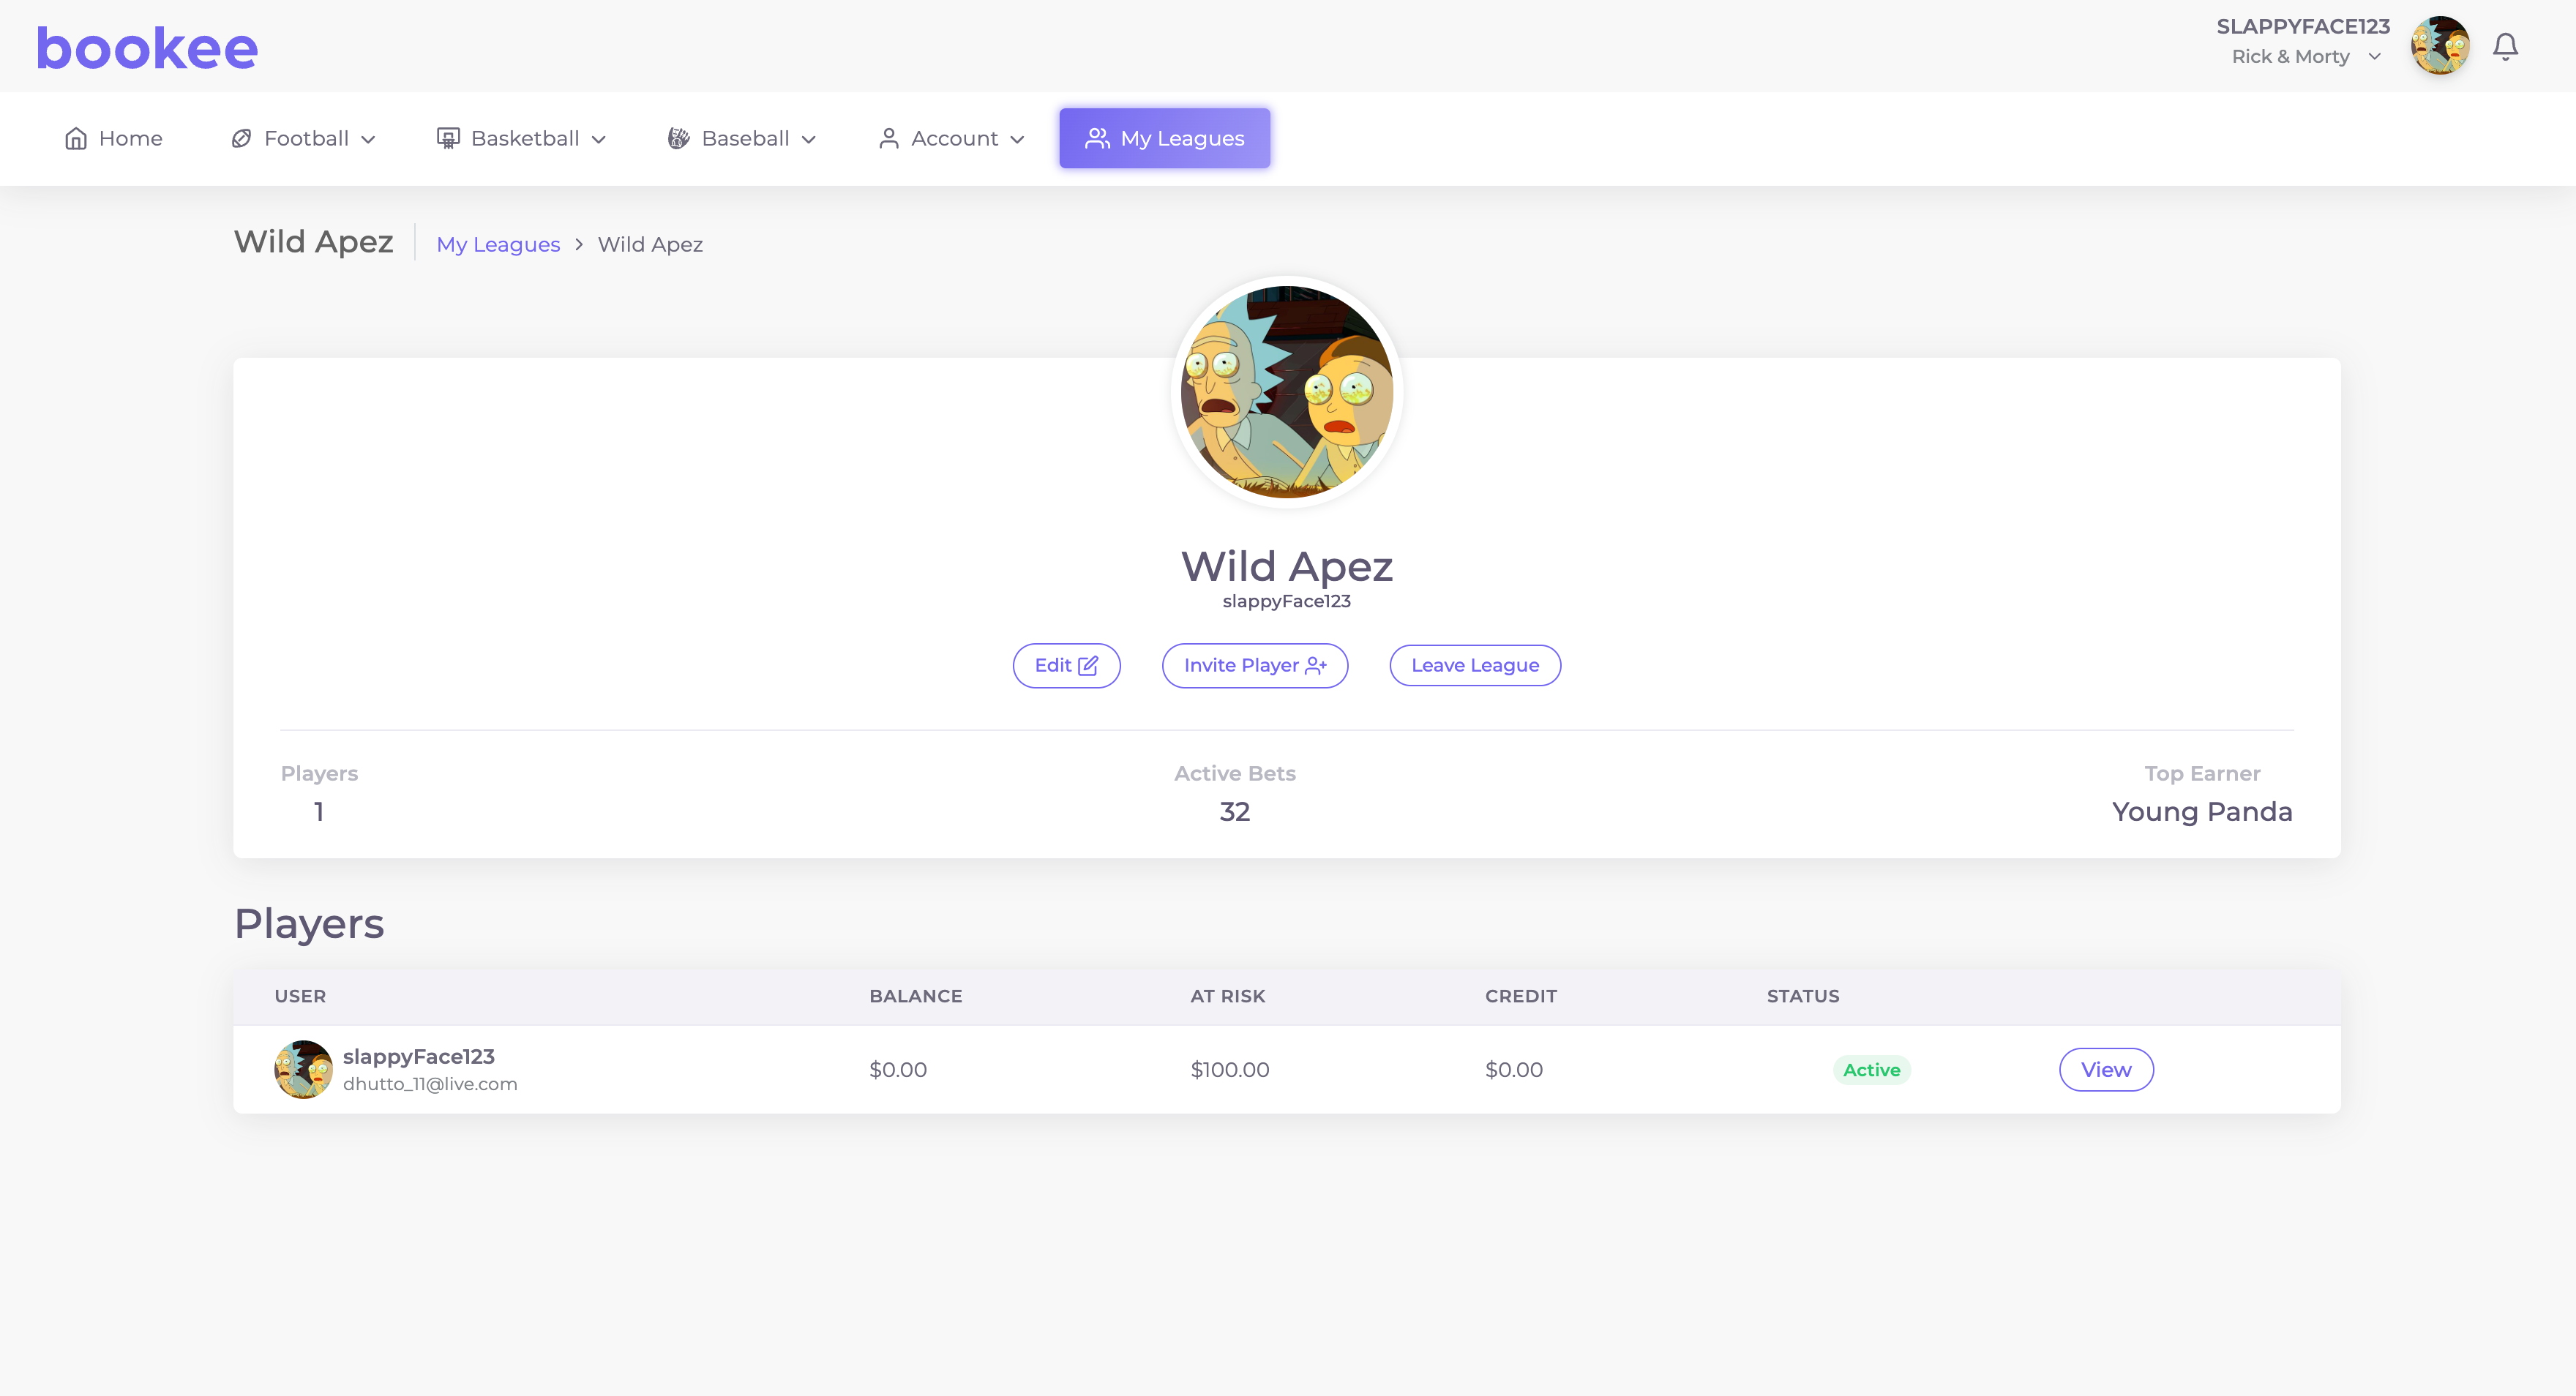 bookee
SLAPPYFACE123
Rick & Morty
Home
Football
Basketball
Baseball
Account
My Leagues
Wild Apez
My Leagues > Wild Apez
Wild Apez
slappyFace123
Edit
Invite Player
Leave League
Players
Active Bets
Top Earner
1
32
Young Panda
Players
USER
BALANCE
AT RISK
CREDIT
STATUS
slappyFace123
dhutto_11@live.com
$0.00
$100.00
$0.00
Active
View